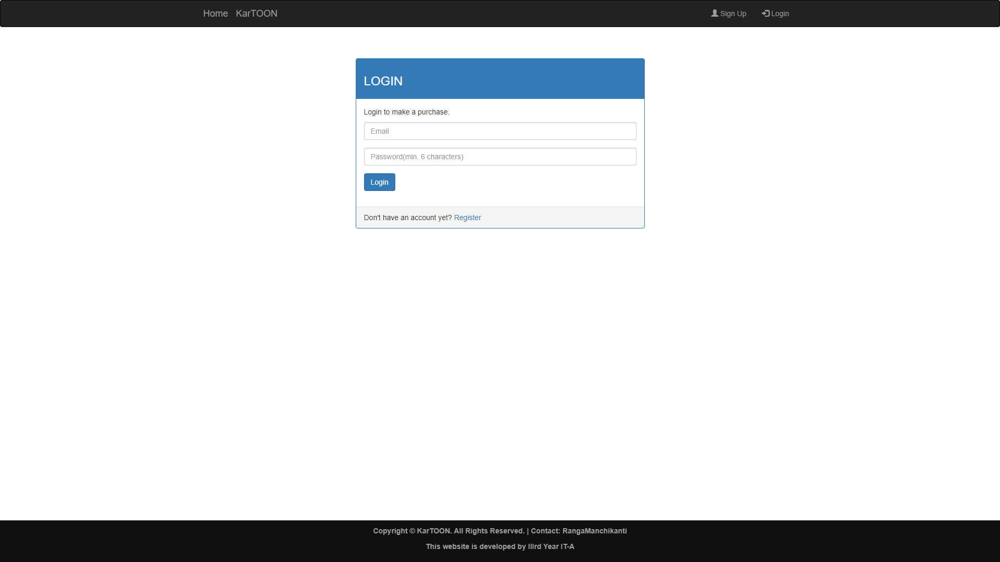 Home KarTOON Sign Up Login
LOGIN
Login to make a purchase.
Email
Password(min. 6 characters)
Login
Don't have an account yet? Register
Copyright © KarTOON. All Rights Reserved. | Contact: RangaManchikanti
This website is developed by IIIrd Year IT-A